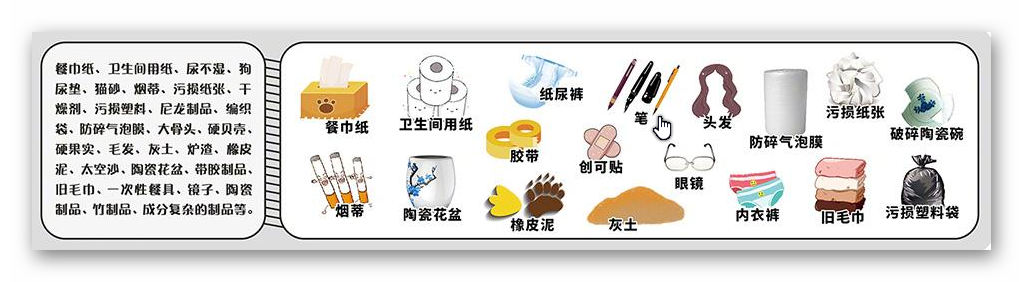 餐巾纸、卫生间用纸、尿不湿、狗
尿垫、猫砂、烟蒂、污损纸张、干
燥剂、污损塑料、尼龙制品、编织
袋、防碎气泡膜、大骨头、硬贝壳、
硬果实、毛发、灰土、炉渣、橡皮
泥、太空沙、陶瓷花盆、带胶制品、
旧毛巾、一次性餐具、镜子、陶瓷
制品、竹制品、成分复杂的制品等。
餐巾纸
卫生间用纸
纸尿裤
笔
头发
防碎气泡膜
污损纸张
破碎陶瓷碗
胶带
创可贴
眼镜
烟蒂
陶瓷花盆
橡皮泥
灰土
内衣裤
旧毛巾
污损塑料袋